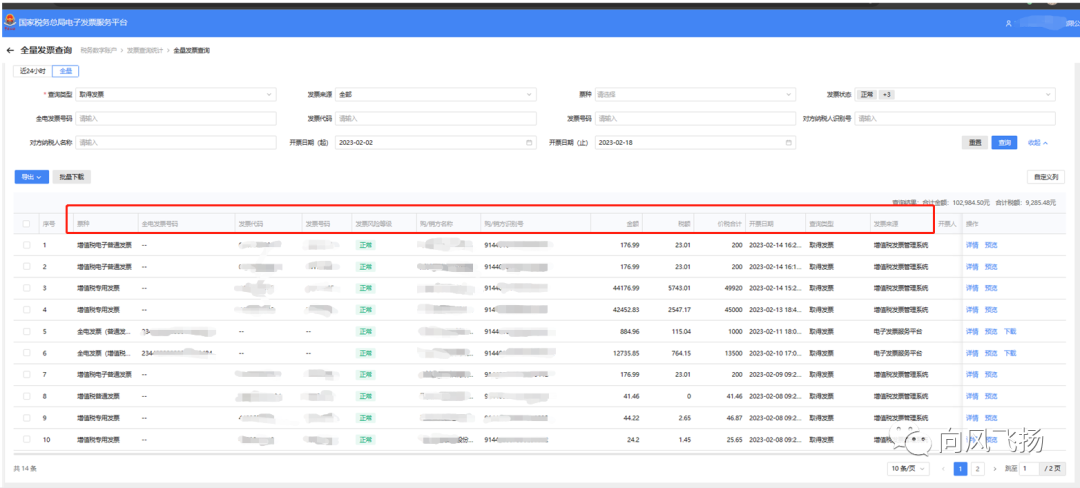 国家税务总局电子发票服务平台
限公
← 全量发票查询 税务数字账户 > 发票查询统计 > 全量发票查询
近24小时 全量
* 查询类型 取得发票 发票来源 全部 票种 请选择 发票状态 正常 +3
全电发票号码 请输入 发票代码 请输入 发票号码 请输入 对方纳税人识别号 请输入
对方纳税人名称 请输入 开票日期（起） 2023-02-02 开票日期（止） 2023-02-18 重置 查询 收起
导出 批量下载 自定义列
查询结果: 合计金额: 102,984.50元 合计税额: 9,285.48元
序号 票种 全电发票号码 发票代码 发票号码 发票风险等级 购/销方名称 购/销方识别号 金额 税额 价税合计 开票日期 查询类型 发票来源 开票人 操作
1 增值税电子普通发票 -- 正常 9144 176.99 23.01 200 2023-02-14 16:2... 取得发票 增值税发票管理系统 详情 预览
2 增值税电子普通发票 -- 正常 9144 176.99 23.01 200 2023-02-14 16:1... 取得发票 增值税发票管理系统 详情 预览
3 增值税专用发票 -- 正常 9144 44176.99 5743.01 49920 2023-02-14 15:2... 取得发票 增值税发票管理系统 详情 预览
4 增值税专用发票 -- 正常 9144 42452.83 2547.17 45000 2023-02-13 18:4... 取得发票 增值税发票管理系统 详情 预览
5 全电发票（普通发... 234 -- -- 正常 9144 884.96 115.04 1000 2023-02-11 18:0... 取得发票 电子发票服务平台 详情 预览 下载
6 全电发票（增值税... 234 -- -- 正常 9144 12735.85 764.15 13500 2023-02-10 17:0... 取得发票 电子发票服务平台 详情 预览 下载
7 增值税电子普通发票 -- 正常 9144 176.99 23.01 200 2023-02-09 09:2... 取得发票 增值税发票管理系统 详情 预览
8 增值税普通发票 -- 正常 9144 41.46 0 41.46 2023-02-08 09:2... 取得发票 增值税发票管理系统 详情 预览
9 增值税专用发票 -- 正常 9144 44.22 2.65 46.87 2023-02-08 09:2... 取得发票 增值税发票管理系统 详情 预览
10 增值税专用发票 -- 正常 股份... 9144 24.2 1.45 25.65 2023-02-08 09:2... 取得发票 增值税
向风飞扬
共 14 条 10 条/页 < 1 2 > 到第 1 / 2 页